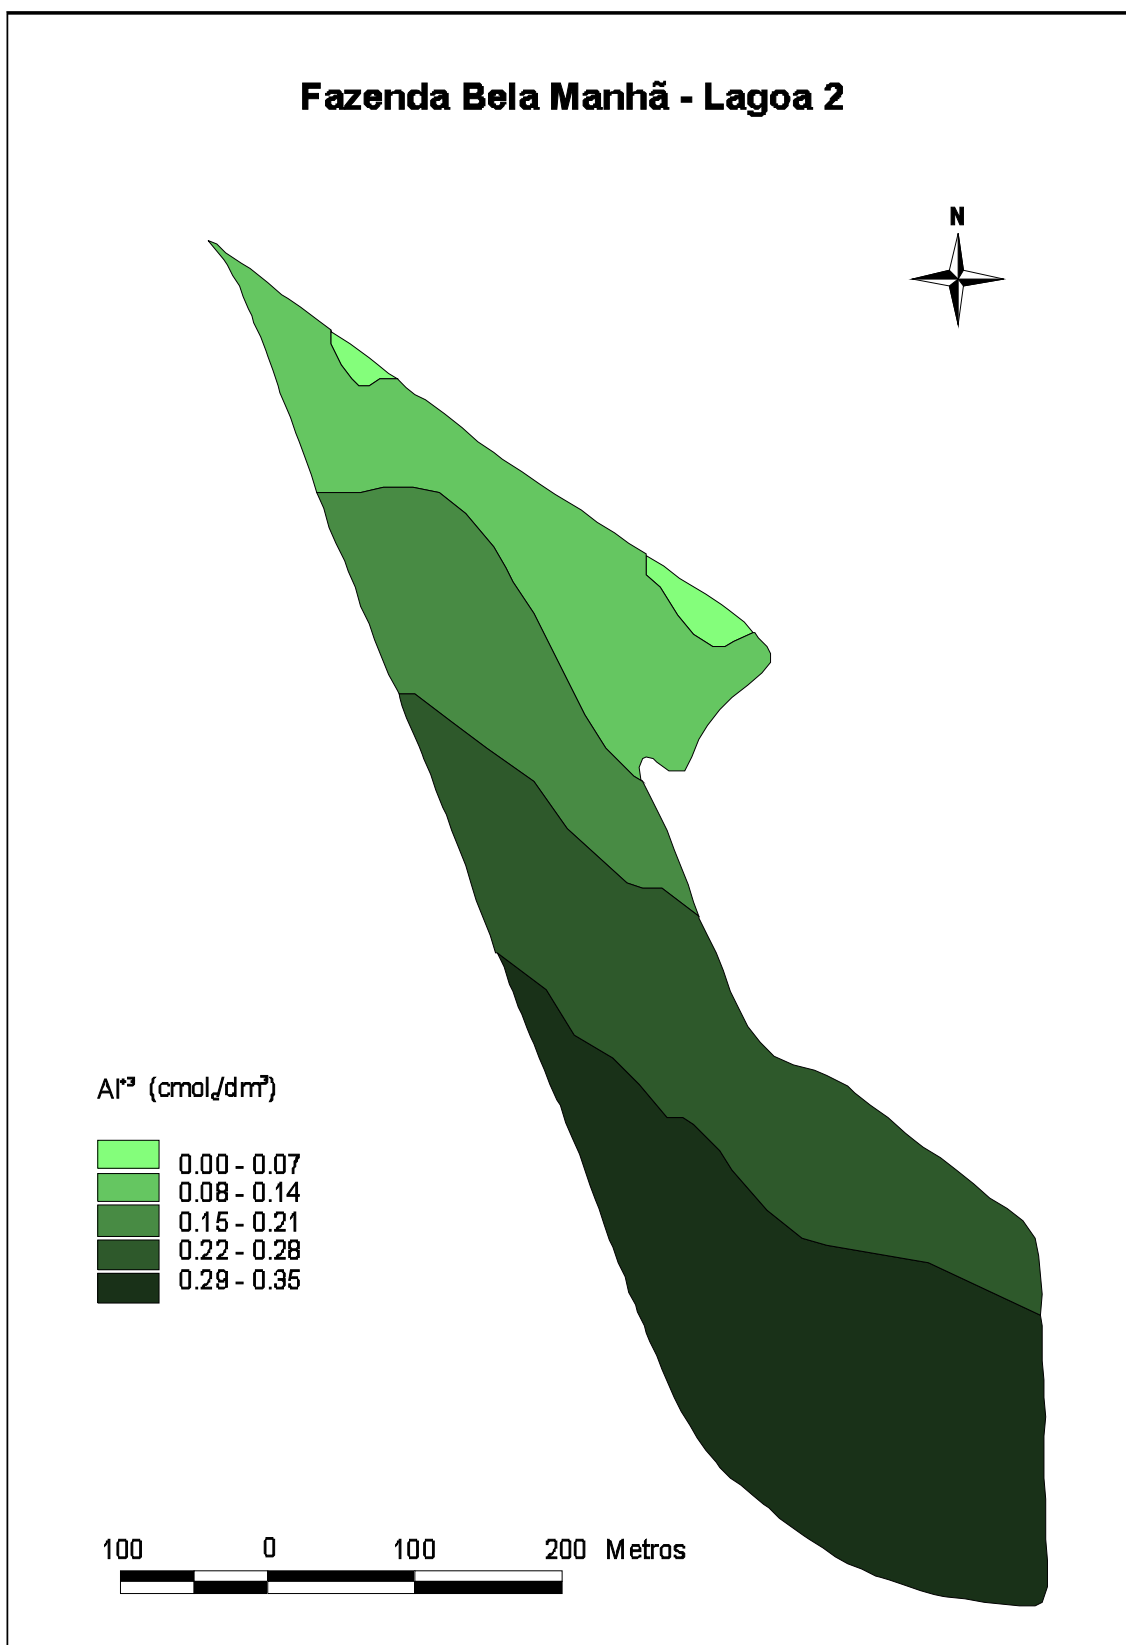 Fazenda Bela Manhã - Lagoa 2
N
Al⁺³ (cmol꜀/dm³)
0.00 - 0.07
0.08 - 0.14
0.15 - 0.21
0.22 - 0.28
0.29 - 0.35
100 0 100 200 Metros